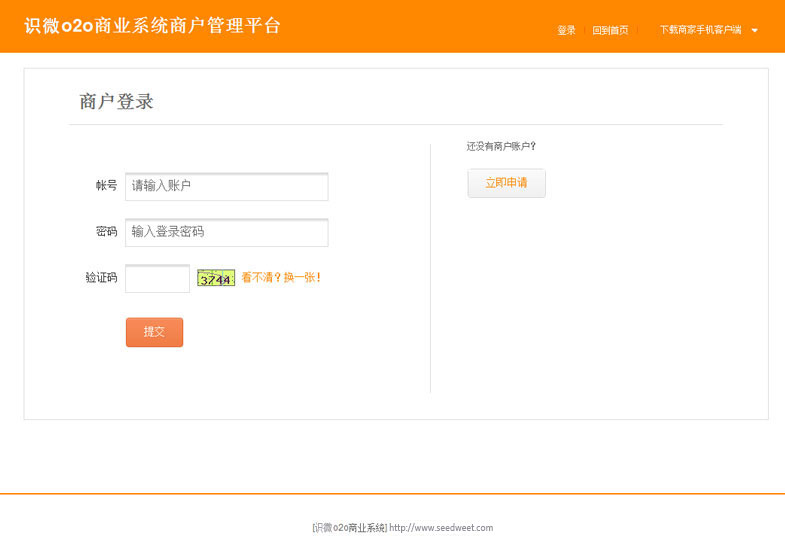 识微o2o商业系统商户管理平台
登录 回到首页 下载商家手机客户端
商户登录
还没有商户账户?
立即申请
帐号 请输入账户
密码 输入登录密码
验证码 3744 看不清？换一张!
提交
[识微o2o商业系统] http://www.seedweet.com